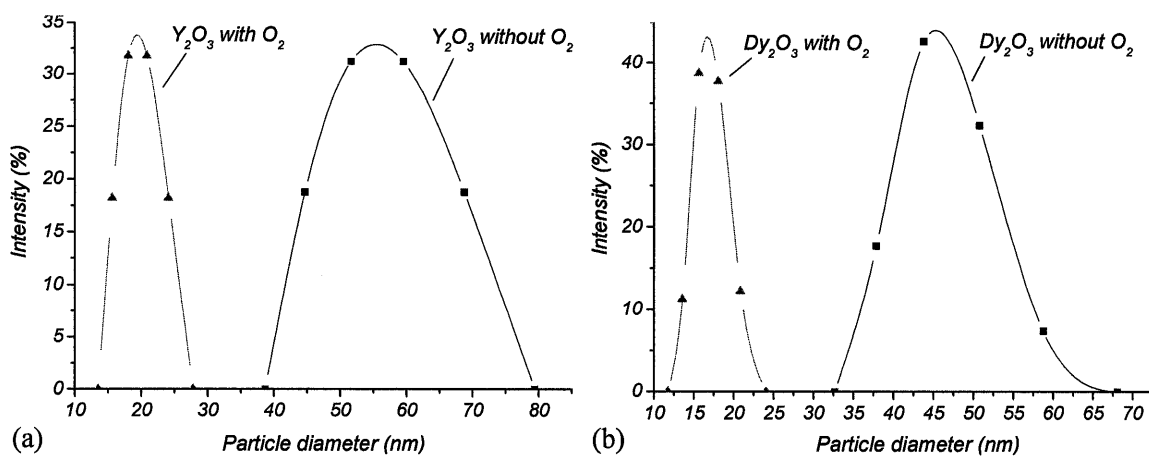 Y₂O₃ with O₂
Y₂O₃ without O₂
Intensity (%)
35
30
25
20
15
10
5
0
10 20 30 40 50 60 70 80
(a)
Particle diameter (nm)
Dy₂O₃ with O₂
Dy₂O₃ without O₂
Intensity (%)
40
30
20
10
0
10 15 20 25 30 35 40 45 50 55 60 65 70
(b)
Particle diameter (nm)